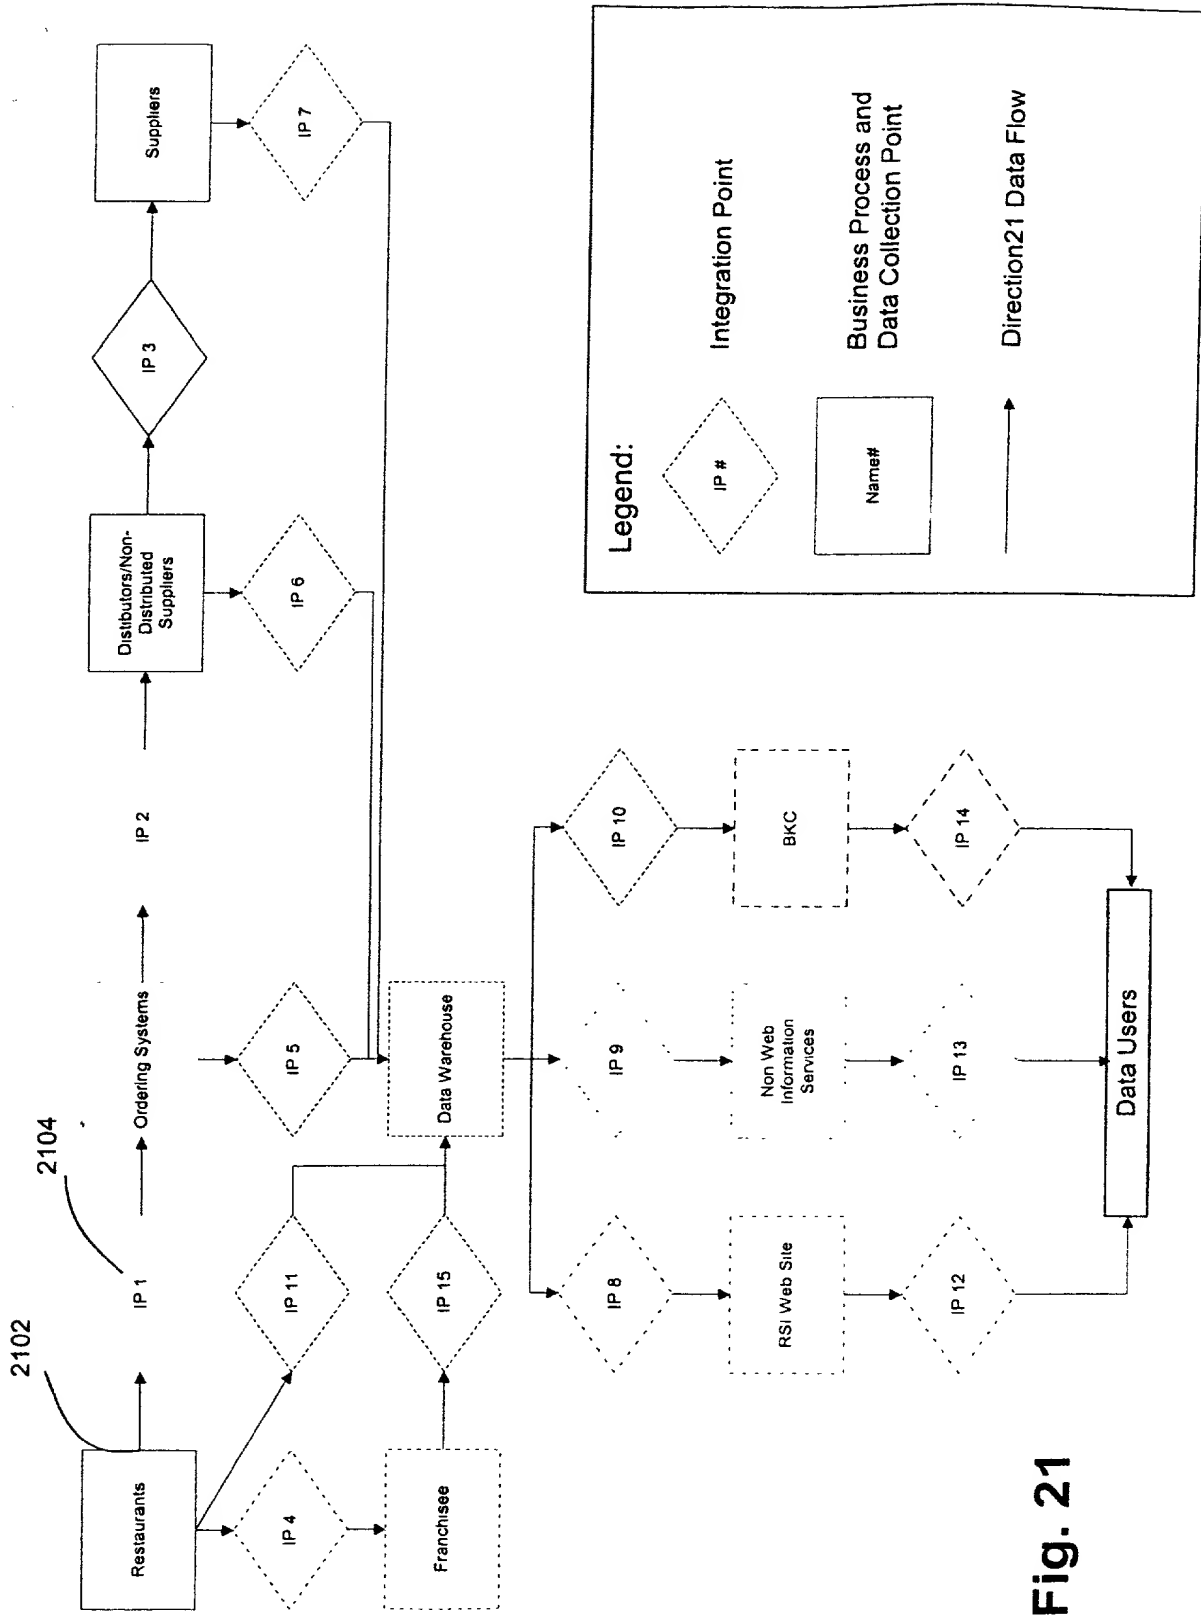 2102
2104
Restaurants
IP 1
Ordering Systems
IP 2
Distributors/Non-
Distributed
Suppliers
IP 3
Suppliers
IP 4
IP 11
IP 5
IP 6
IP 7
Franchisee
IP 15
Data Warehouse
IP 8
IP 9
IP 10
RSI Web Site
Non Web
Information
Services
BKC
IP 12
IP 13
IP 14
Data Users
Legend:
IP #
Integration Point
Name#
Business Process and
Data Collection Point
Direction21 Data Flow
Fig. 21